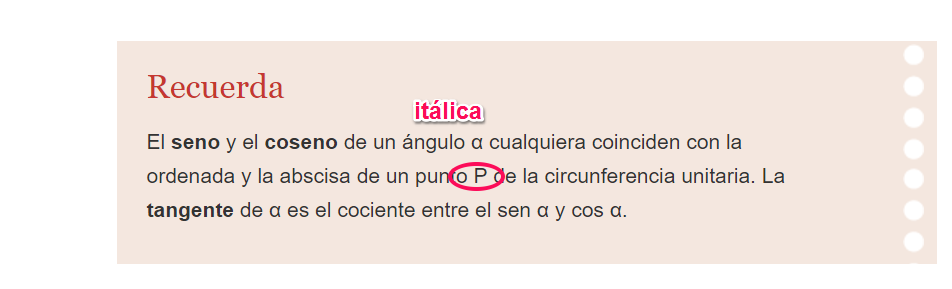 Recuerda
itálica
El seno y el coseno de un ángulo α cualquiera coinciden con la
ordenada y la abscisa de un punto P de la circunferencia unitaria. La
tangente de α es el cociente entre el sen α y cos α.